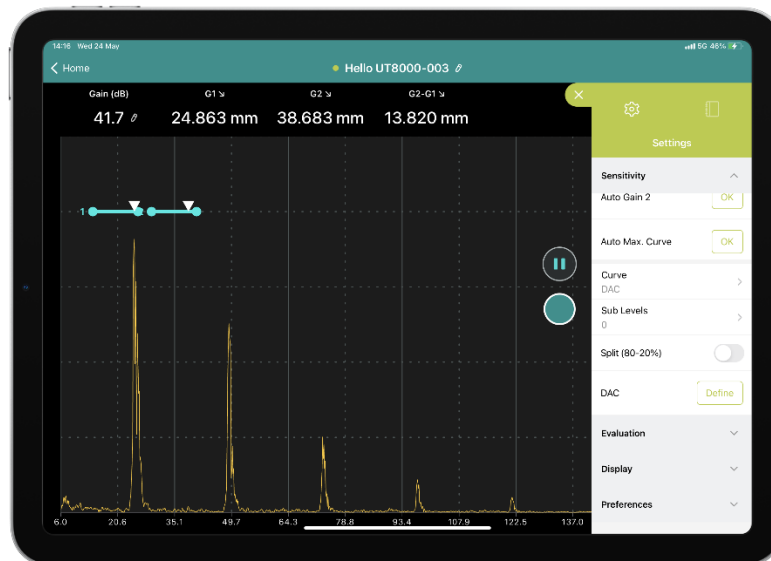 14:16 Wed 24 May
5G 46%
Home
Hello UT8000-003
Gain (dB) G1 G2 G2-G1
41.7 24.863 mm 38.683 mm 13.820 mm
Settings
Sensitivity
Auto Gain 2 OK
Auto Max. Curve OK
Curve
DAC
Sub Levels
0
Split (80-20%)
DAC Define
Evaluation
Display
Preferences
1 2
6.0 20.6 35.1 49.7 64.3 78.8 93.4 107.9 122.5 137.0